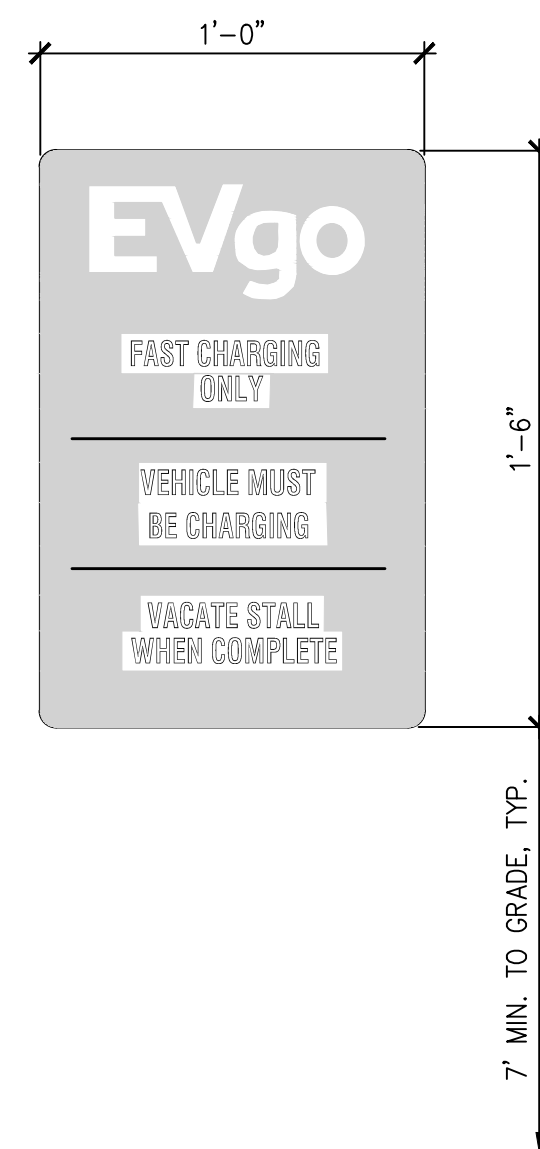 1'-0"
EVgo
FAST CHARGING
ONLY
VEHICLE MUST
BE CHARGING
VACATE STALL
WHEN COMPLETE
1'-6"
7' MIN. TO GRADE, TYP.